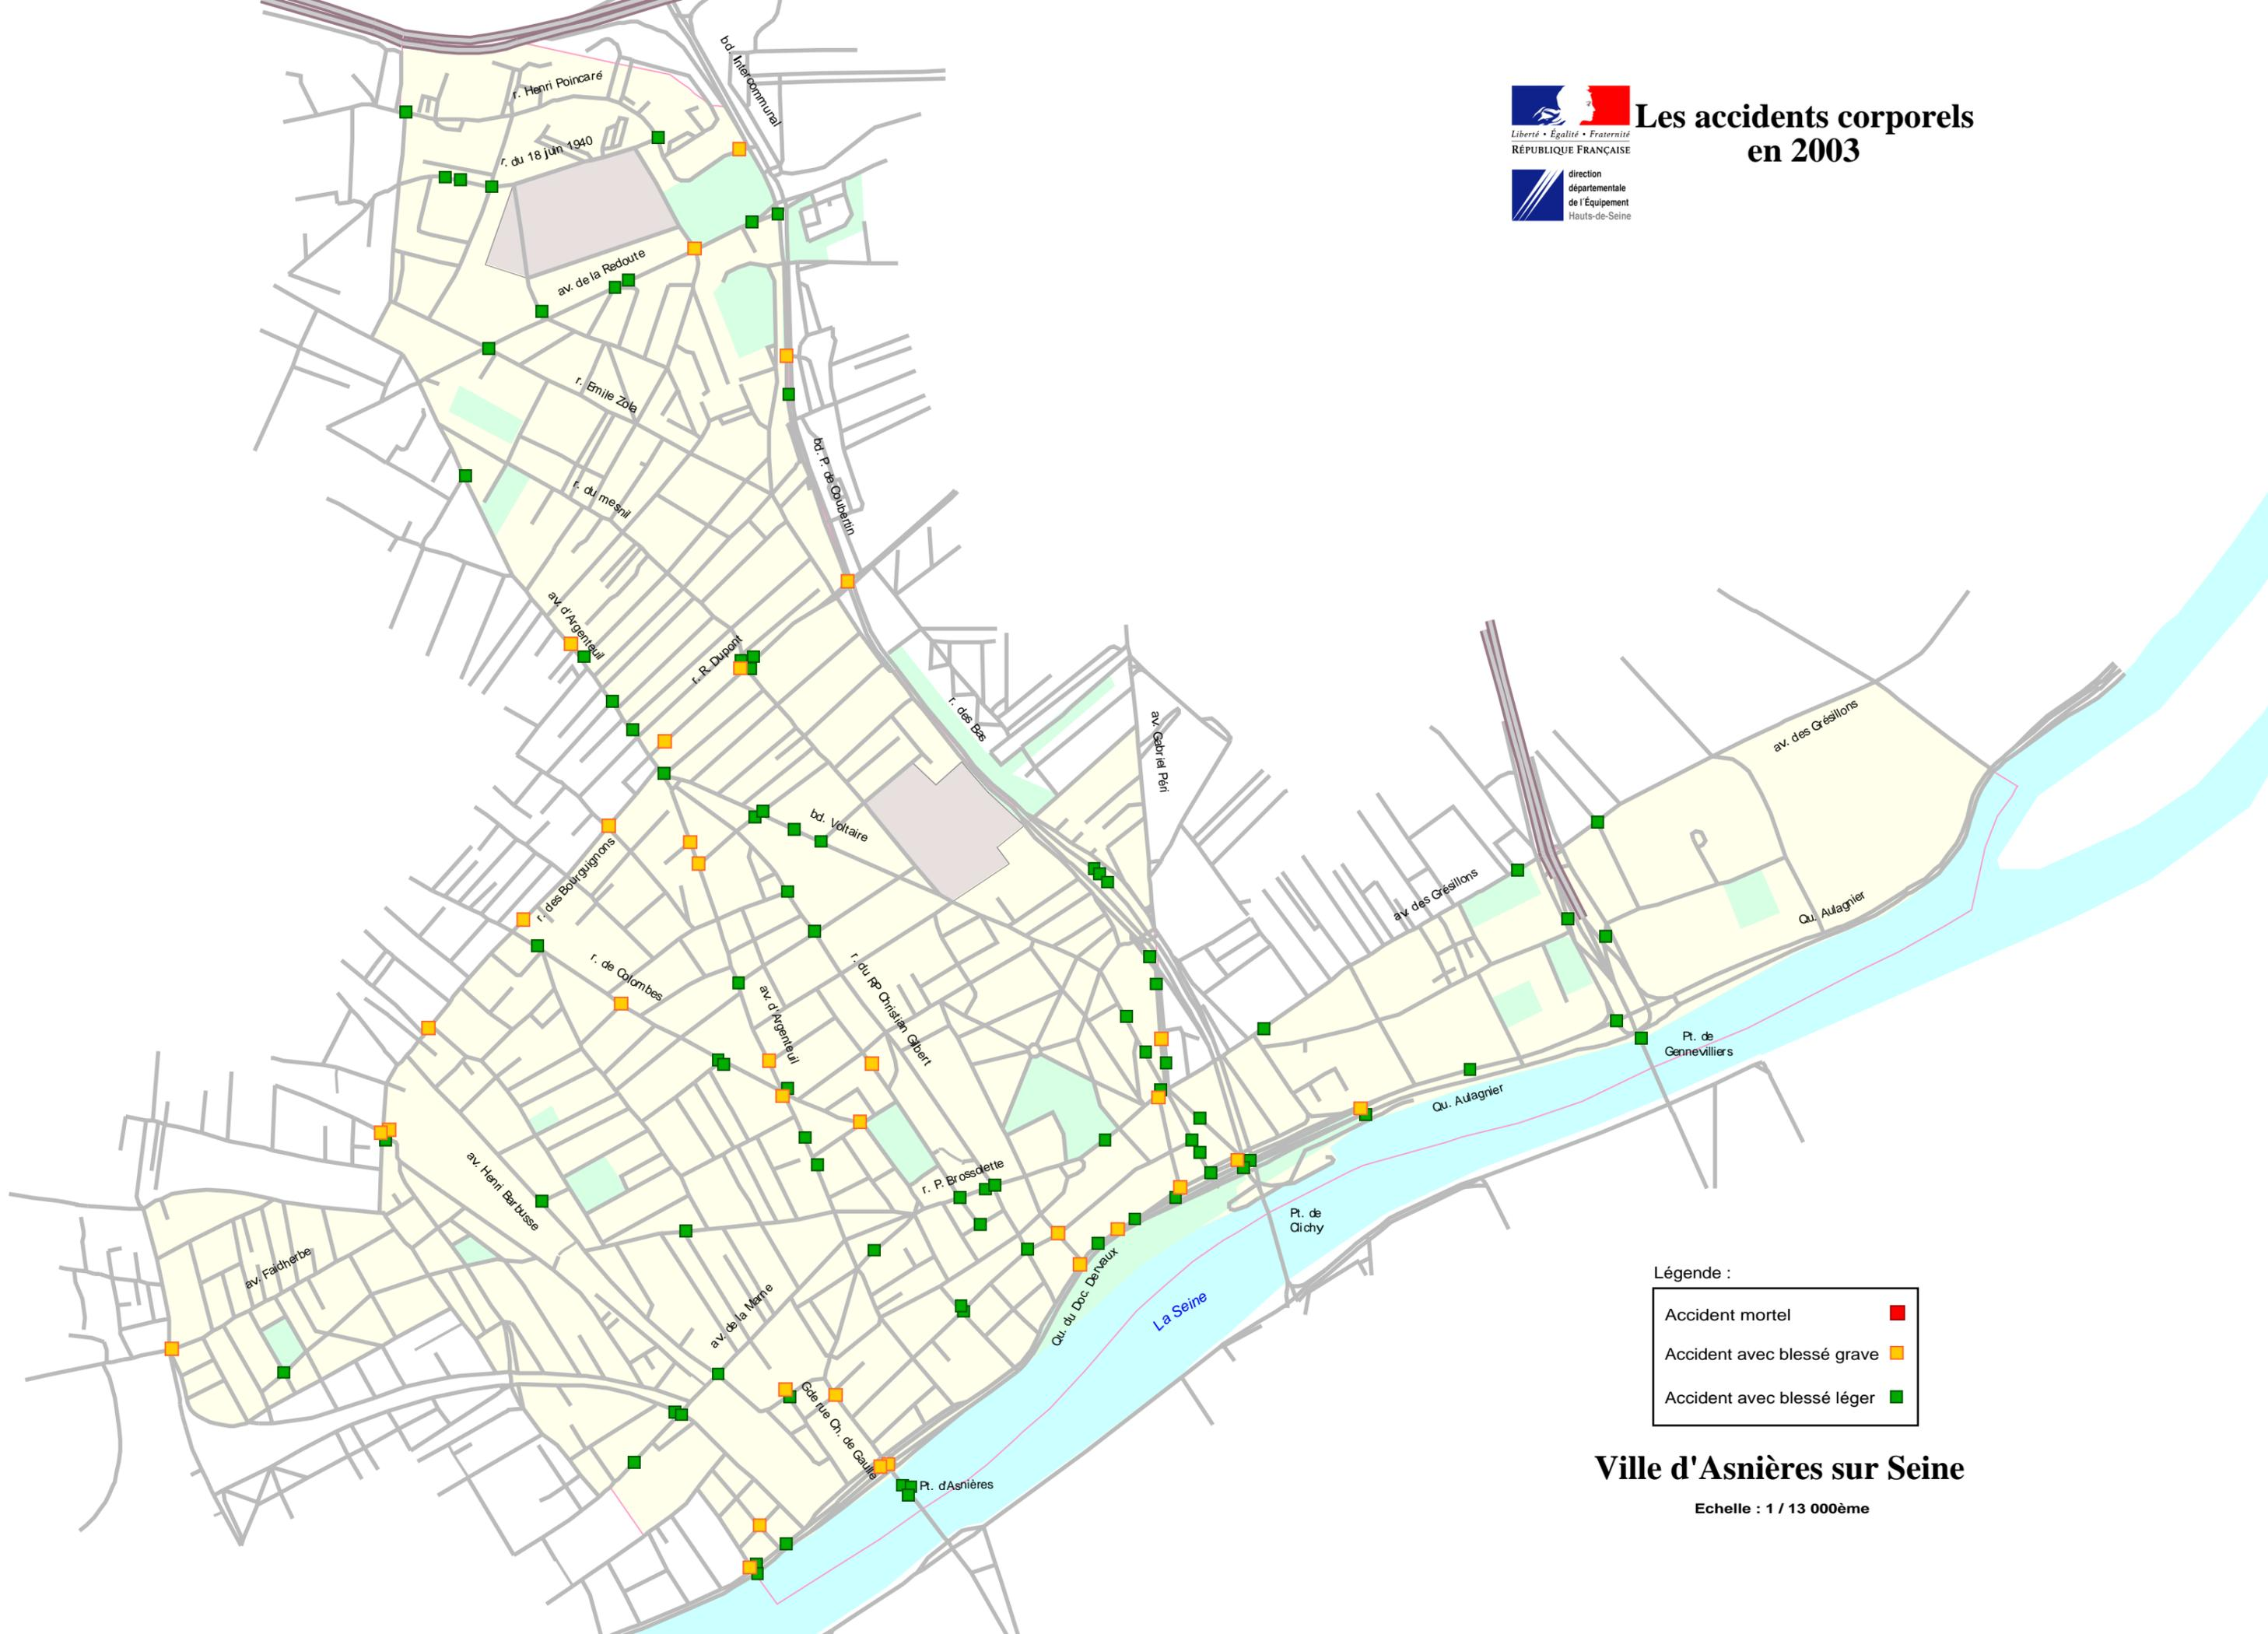 Les accidents corporels
en 2003
Liberté • Égalité • Fraternité
RÉPUBLIQUE FRANÇAISE
direction
départementale
de l'Équipement
Hauts-de-Seine
bd. Intercommunal
r. Henri Poincaré
r. du 18 juin 1940
av. de la Redoute
r. Emile Zola
bd. P. de Coubertin
r. du mesnil
av. d'Argenteuil
r. R. Dupont
r. des Bas
av. Gabriel Péri
av. des Grésillons
bd. Voltaire
r. des Bourguignons
av. des Grésillons
Qu. Aulagnier
r. de Colombes
r. du RP Christian Gilbert
av. d'Argenteuil
Pt. de
Gennevilliers
Qu. Aulagnier
av. Henri Barbusse
r. P. Brossolette
Pt. de
Clichy
av. Faidherbe
Qu. du Doc. Dervaux
La Seine
av. de la Marne
Gde rue Ch. de Gaulle
Pt. d'Asnières
Légende :
Accident mortel
Accident avec blessé grave
Accident avec blessé léger
Ville d'Asnières sur Seine
Echelle : 1 / 13 000ème